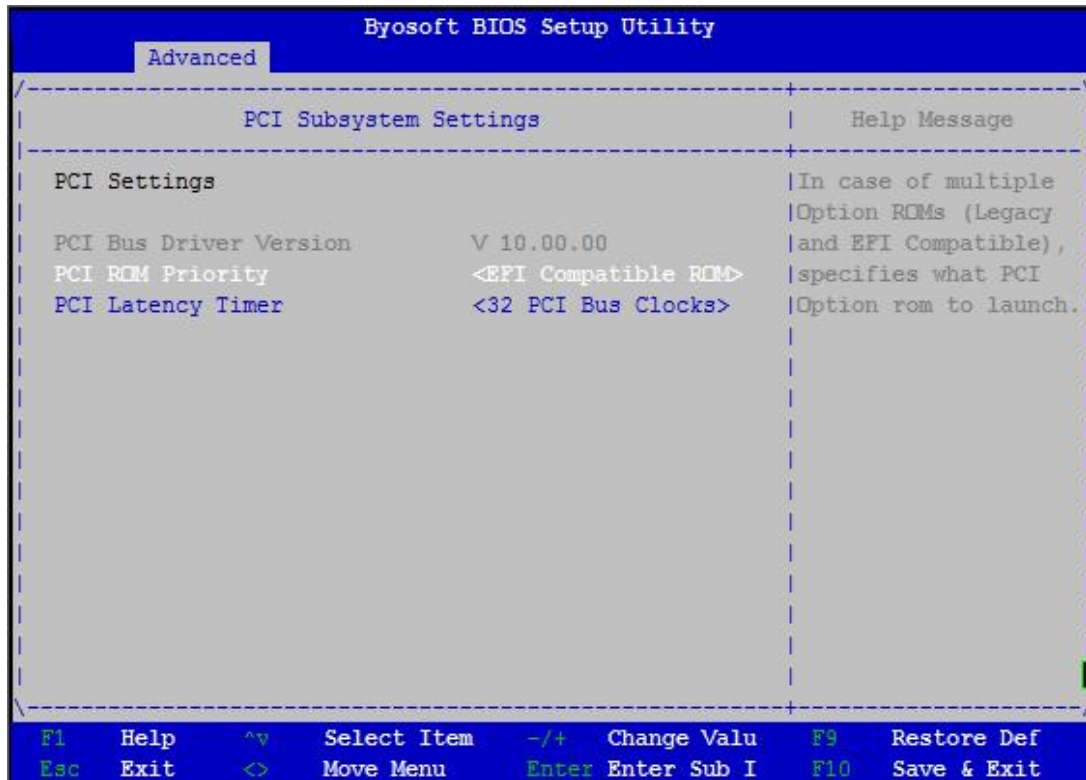 Byosoft BIOS Setup Utility
Advanced
PCI Subsystem Settings
Help Message
PCI Settings
PCI Bus Driver Version V 10.00.00
PCI ROM Priority <EFI Compatible ROM>
PCI Latency Timer <32 PCI Bus Clocks>
In case of multiple
Option ROMs (Legacy
and EFI Compatible),
specifies what PCI
Option rom to launch.
F1 Help ^v Select Item -/+ Change Valu F9 Restore Def
Esc Exit <> Move Menu Enter Enter Sub I F10 Save & Exit